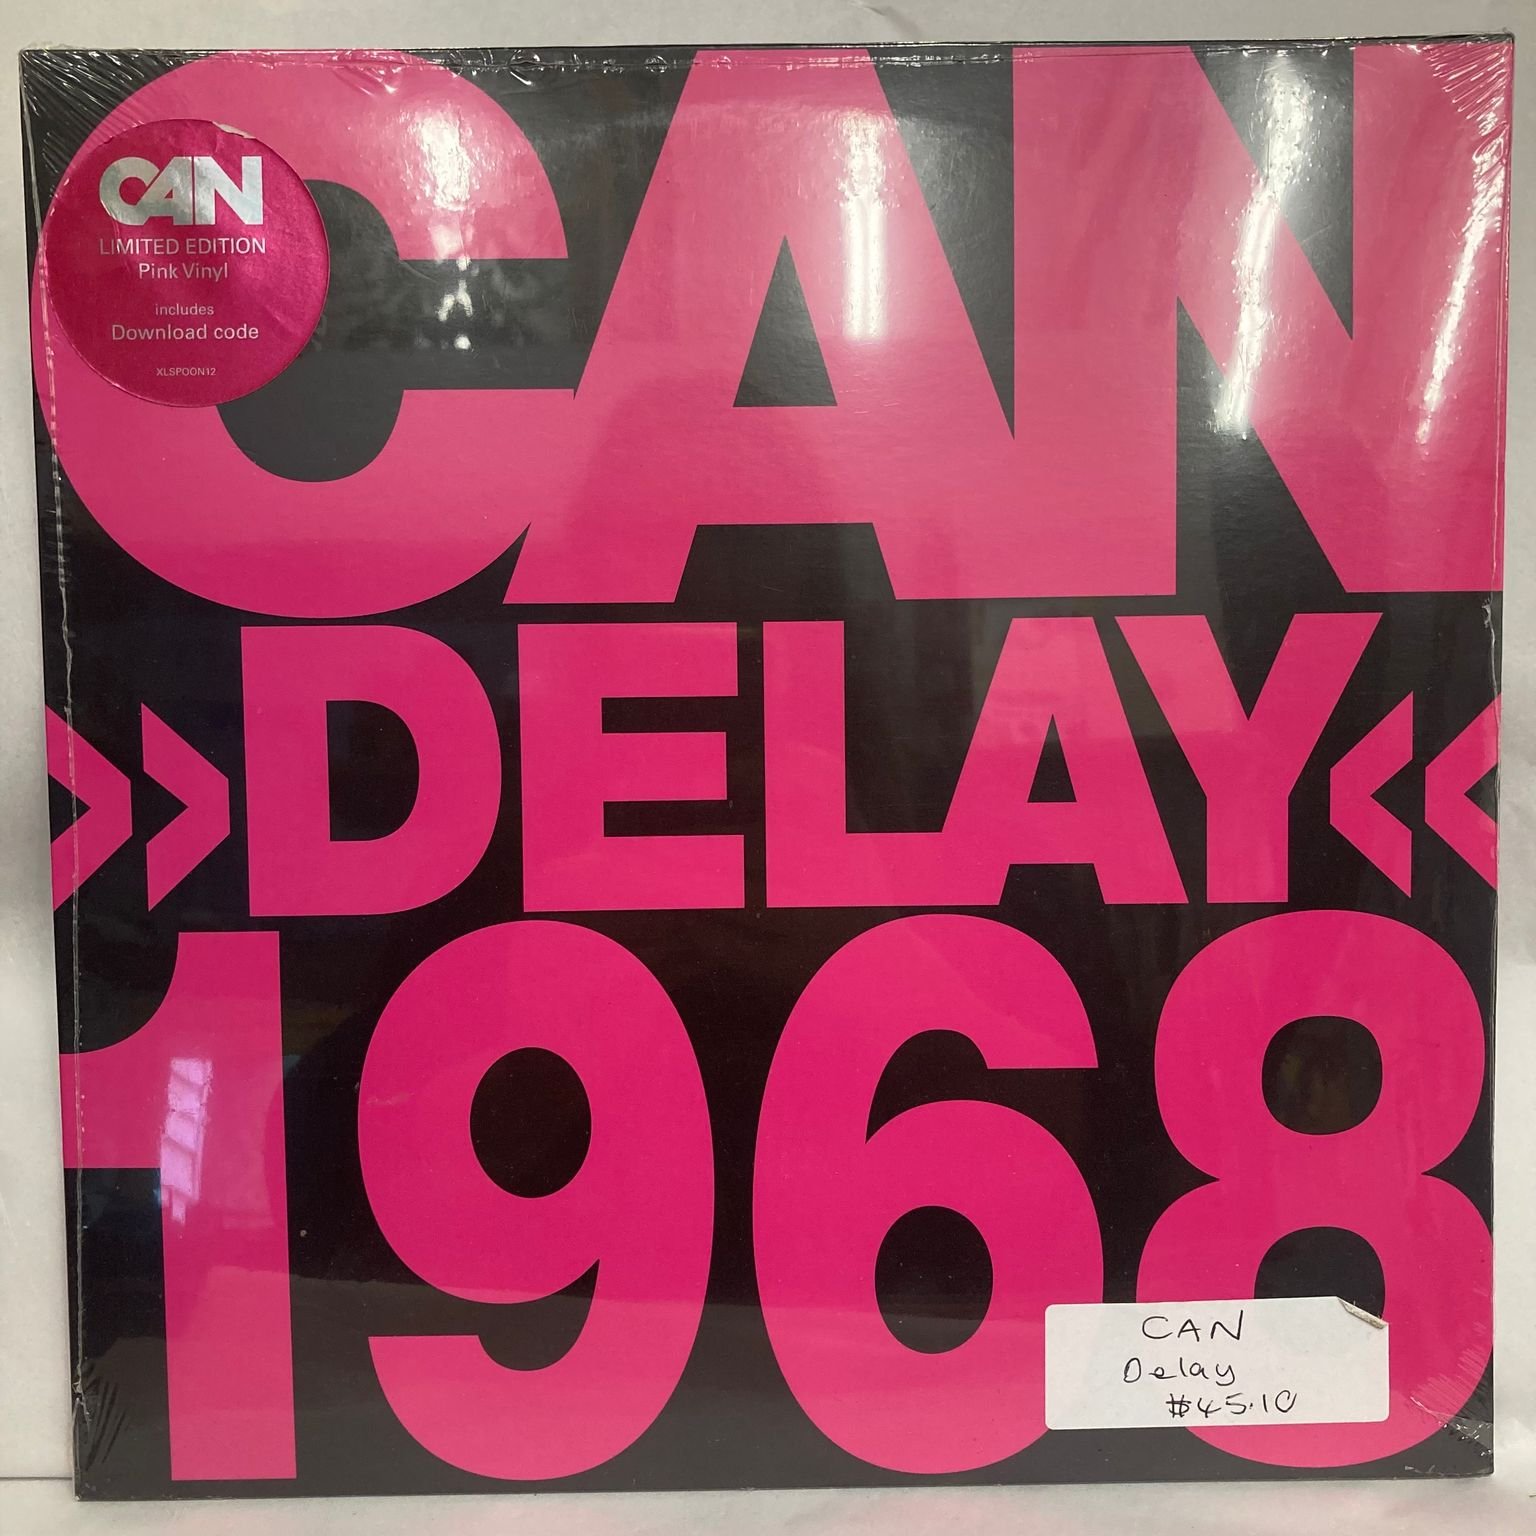 CAN
CAN
LIMITED EDITION
Pink Vinyl
includes
Download code
XLSPOON12
»DELAY«
1968
CAN
Delay
$45.10